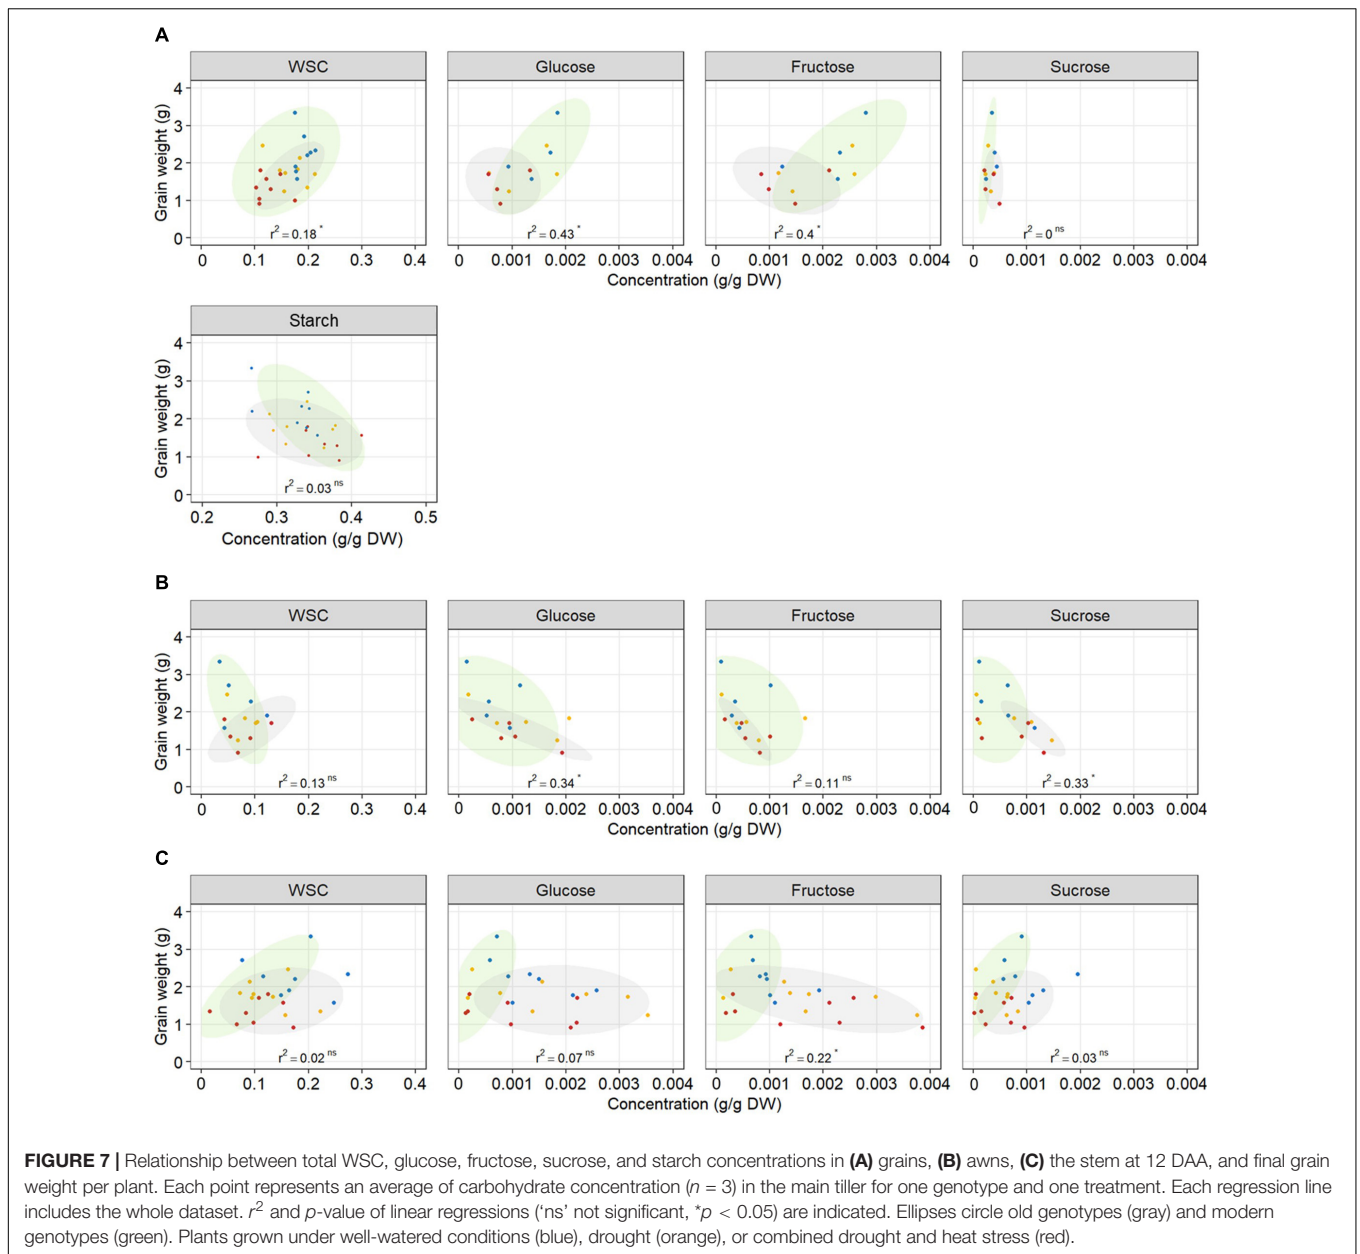 A
WSC Glucose Fructose Sucrose
Grain weight (g)
4
3
2
1
0
r² = 0.18 * r² = 0.43 * r² = 0.4 * r² = 0 ns
0 0.1 0.2 0.3 0.4 0 0.001 0.002 0.003 0.004 0 0.001 0.002 0.003 0.004 0 0.001 0.002 0.003 0.004
Concentration (g/g DW)
Starch
Grain weight (g)
4
3
2
1
0
r² = 0.03 ns
0.2 0.3 0.4 0.5
Concentration (g/g DW)
B
WSC Glucose Fructose Sucrose
Grain weight (g)
4
3
2
1
0
r² = 0.13 ns r² = 0.34 * r² = 0.11 ns r² = 0.33 *
0 0.1 0.2 0.3 0.4 0 0.001 0.002 0.003 0.004 0 0.001 0.002 0.003 0.004 0 0.001 0.002 0.003 0.004
Concentration (g/g DW)
C
WSC Glucose Fructose Sucrose
Grain weight (g)
4
3
2
1
0
r² = 0.02 ns r² = 0.07 ns r² = 0.22 * r² = 0.03 ns
0 0.1 0.2 0.3 0.4 0 0.001 0.002 0.003 0.004 0 0.001 0.002 0.003 0.004 0 0.001 0.002 0.003 0.004
Concentration (g/g DW)
FIGURE 7 | Relationship between total WSC, glucose, fructose, sucrose, and starch concentrations in (A) grains, (B) awns, (C) the stem at 12 DAA, and final grain
weight per plant. Each point represents an average of carbohydrate concentration (n = 3) in the main tiller for one genotype and one treatment. Each regression line
includes the whole dataset. r² and p-value of linear regressions (‘ns’ not significant, *p < 0.05) are indicated. Ellipses circle old genotypes (gray) and modern
genotypes (green). Plants grown under well-watered conditions (blue), drought (orange), or combined drought and heat stress (red).